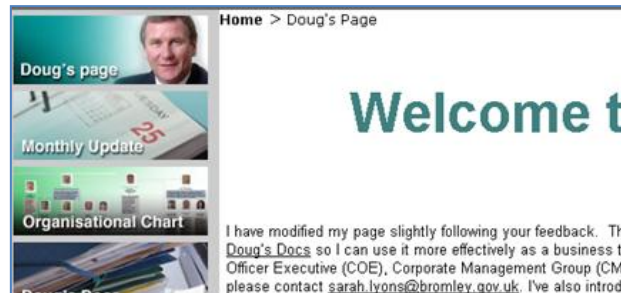 Home > Doug's Page
Doug's page
Welcome t
TUESDAY
25
Monthly Update
Organisational Chart
I have modified my page slightly following your feedback. Th
Doug's Docs so I can use it more effectively as a business t
Officer Executive (COE), Corporate Management Group (CM
please contact sarah.lyons@bromley.gov.uk. I've also introd